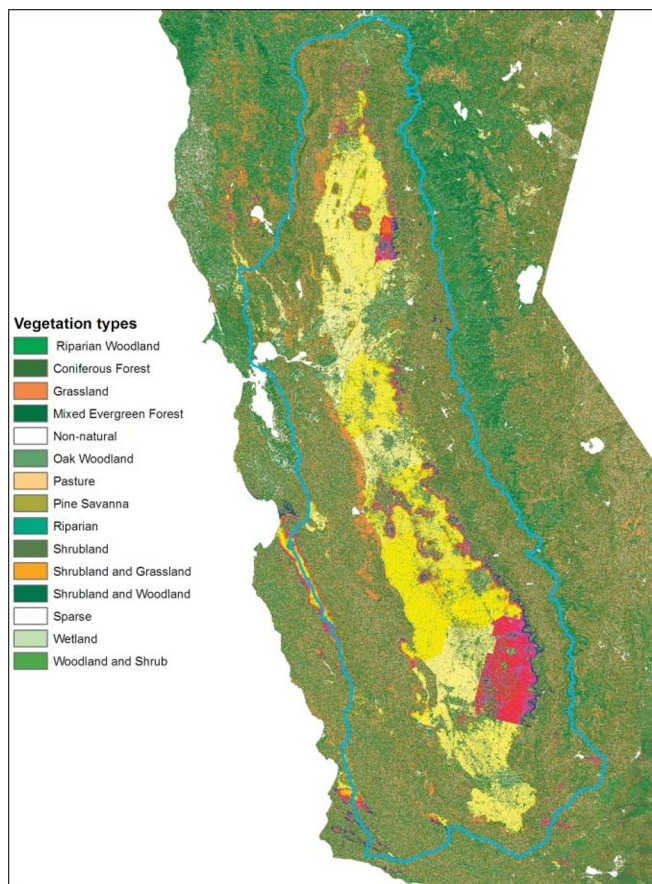 Vegetation types
Riparian Woodland
Coniferous Forest
Grassland
Mixed Evergreen Forest
Non-natural
Oak Woodland
Pasture
Pine Savanna
Riparian
Shrubland
Shrubland and Grassland
Shrubland and Woodland
Sparse
Wetland
Woodland and Shrub